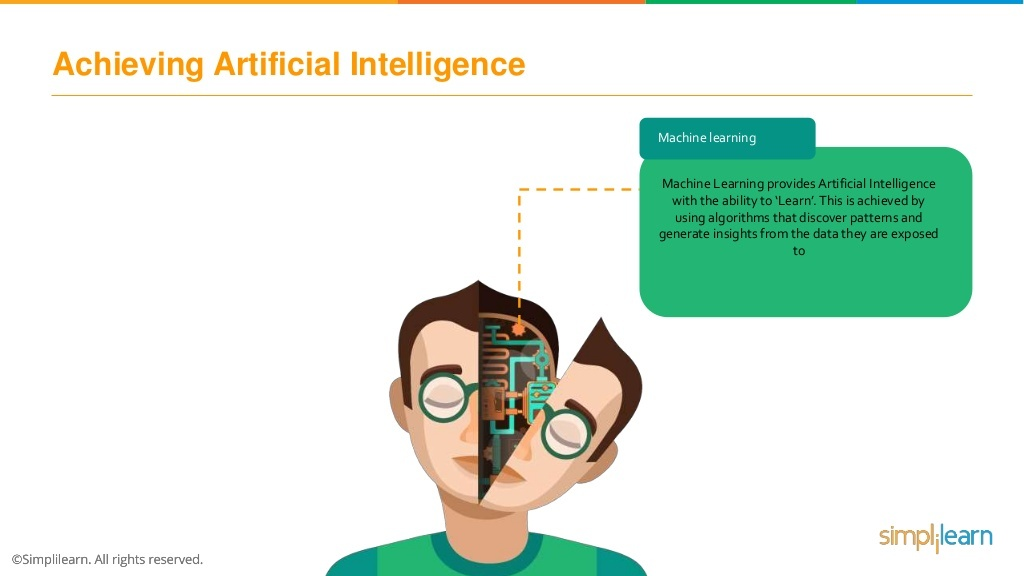 Achieving Artificial Intelligence
Machine learning
Machine Learning provides Artificial Intelligence
with the ability to ‘Learn’. This is achieved by
using algorithms that discover patterns and
generate insights from the data they are exposed
to
simplilearn
©Simplilearn. All rights reserved.